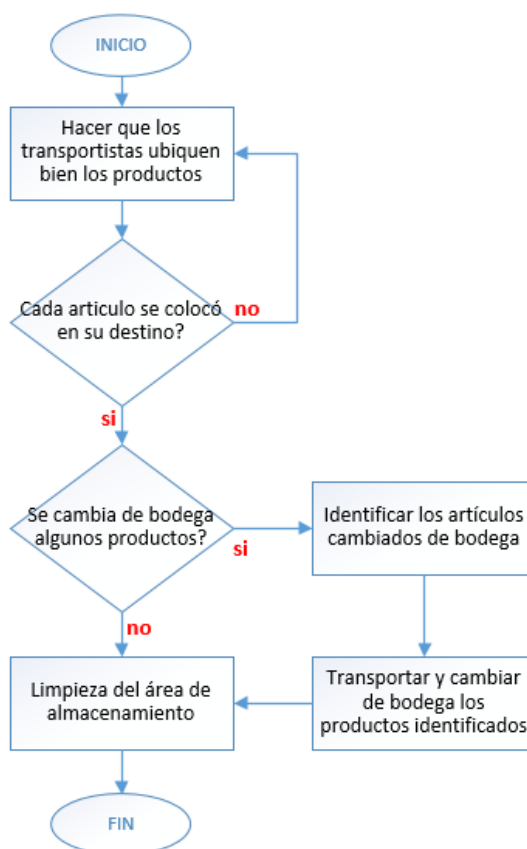 INICIO
Hacer que los
transportistas ubiquen
bien los productos
Cada articulo se colocó
en su destino?
no
si
Se cambia de bodega
algunos productos?
si
no
Identificar los artículos
cambiados de bodega
Transportar y cambiar
de bodega los
productos identificados
Limpieza del área de
almacenamiento
FIN